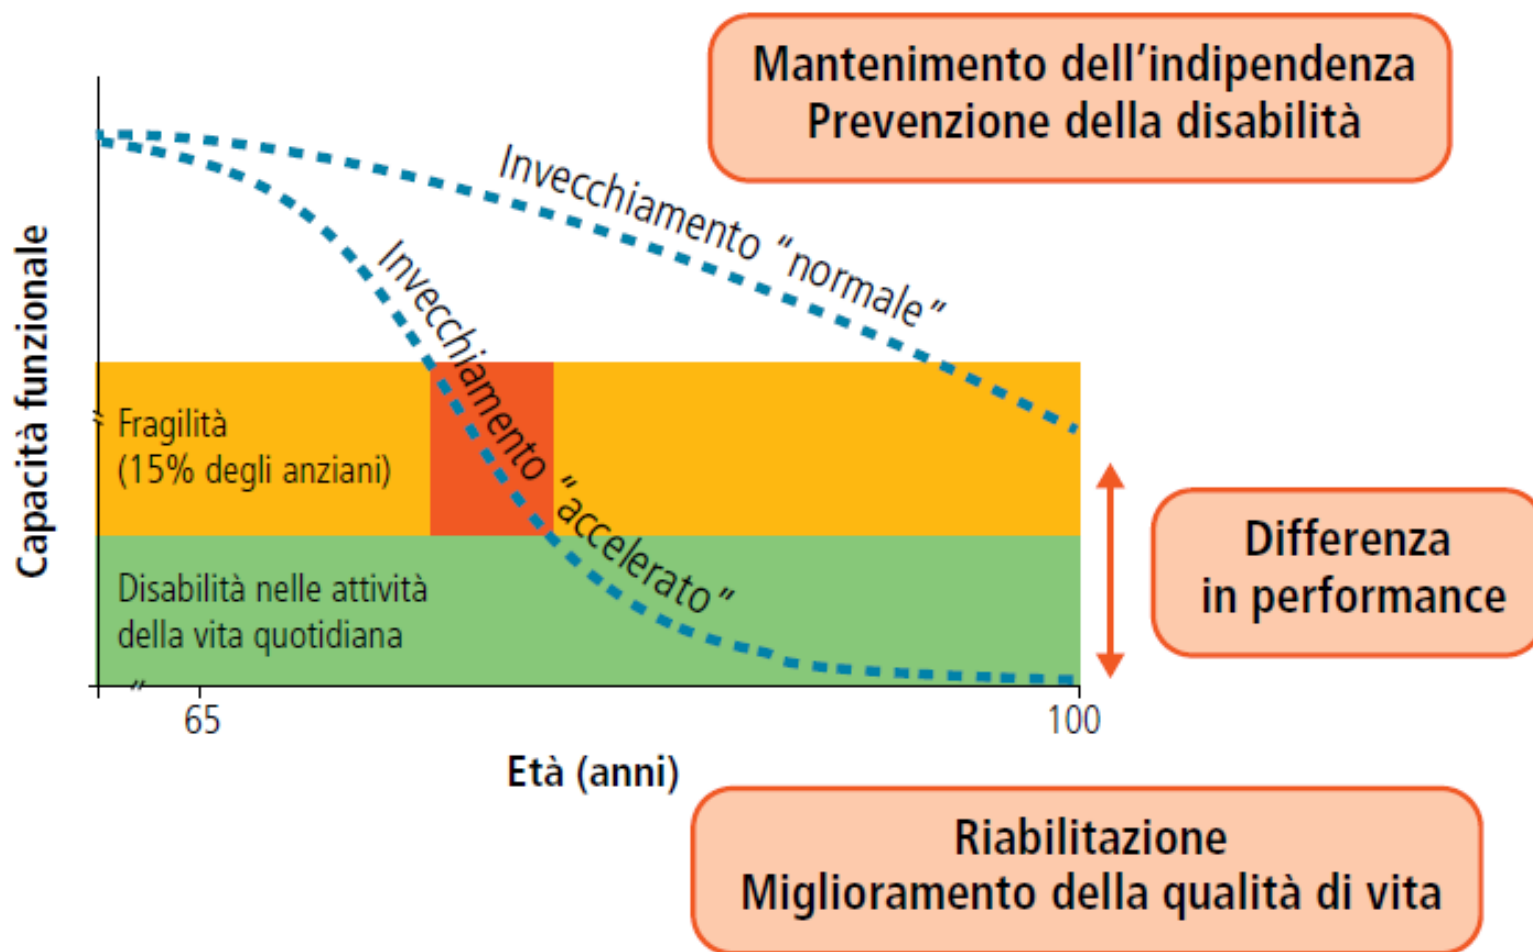 Mantenimento dell’indipendenza
Prevenzione della disabilità
Invecchiamento “normale”
Invecchiamento “accelerato”
Capacità funzionale
Fragilità
(15% degli anziani)
Disabilità nelle attività
della vita quotidiana
Differenza
in performance
65
100
Età (anni)
Riabilitazione
Miglioramento della qualità di vita